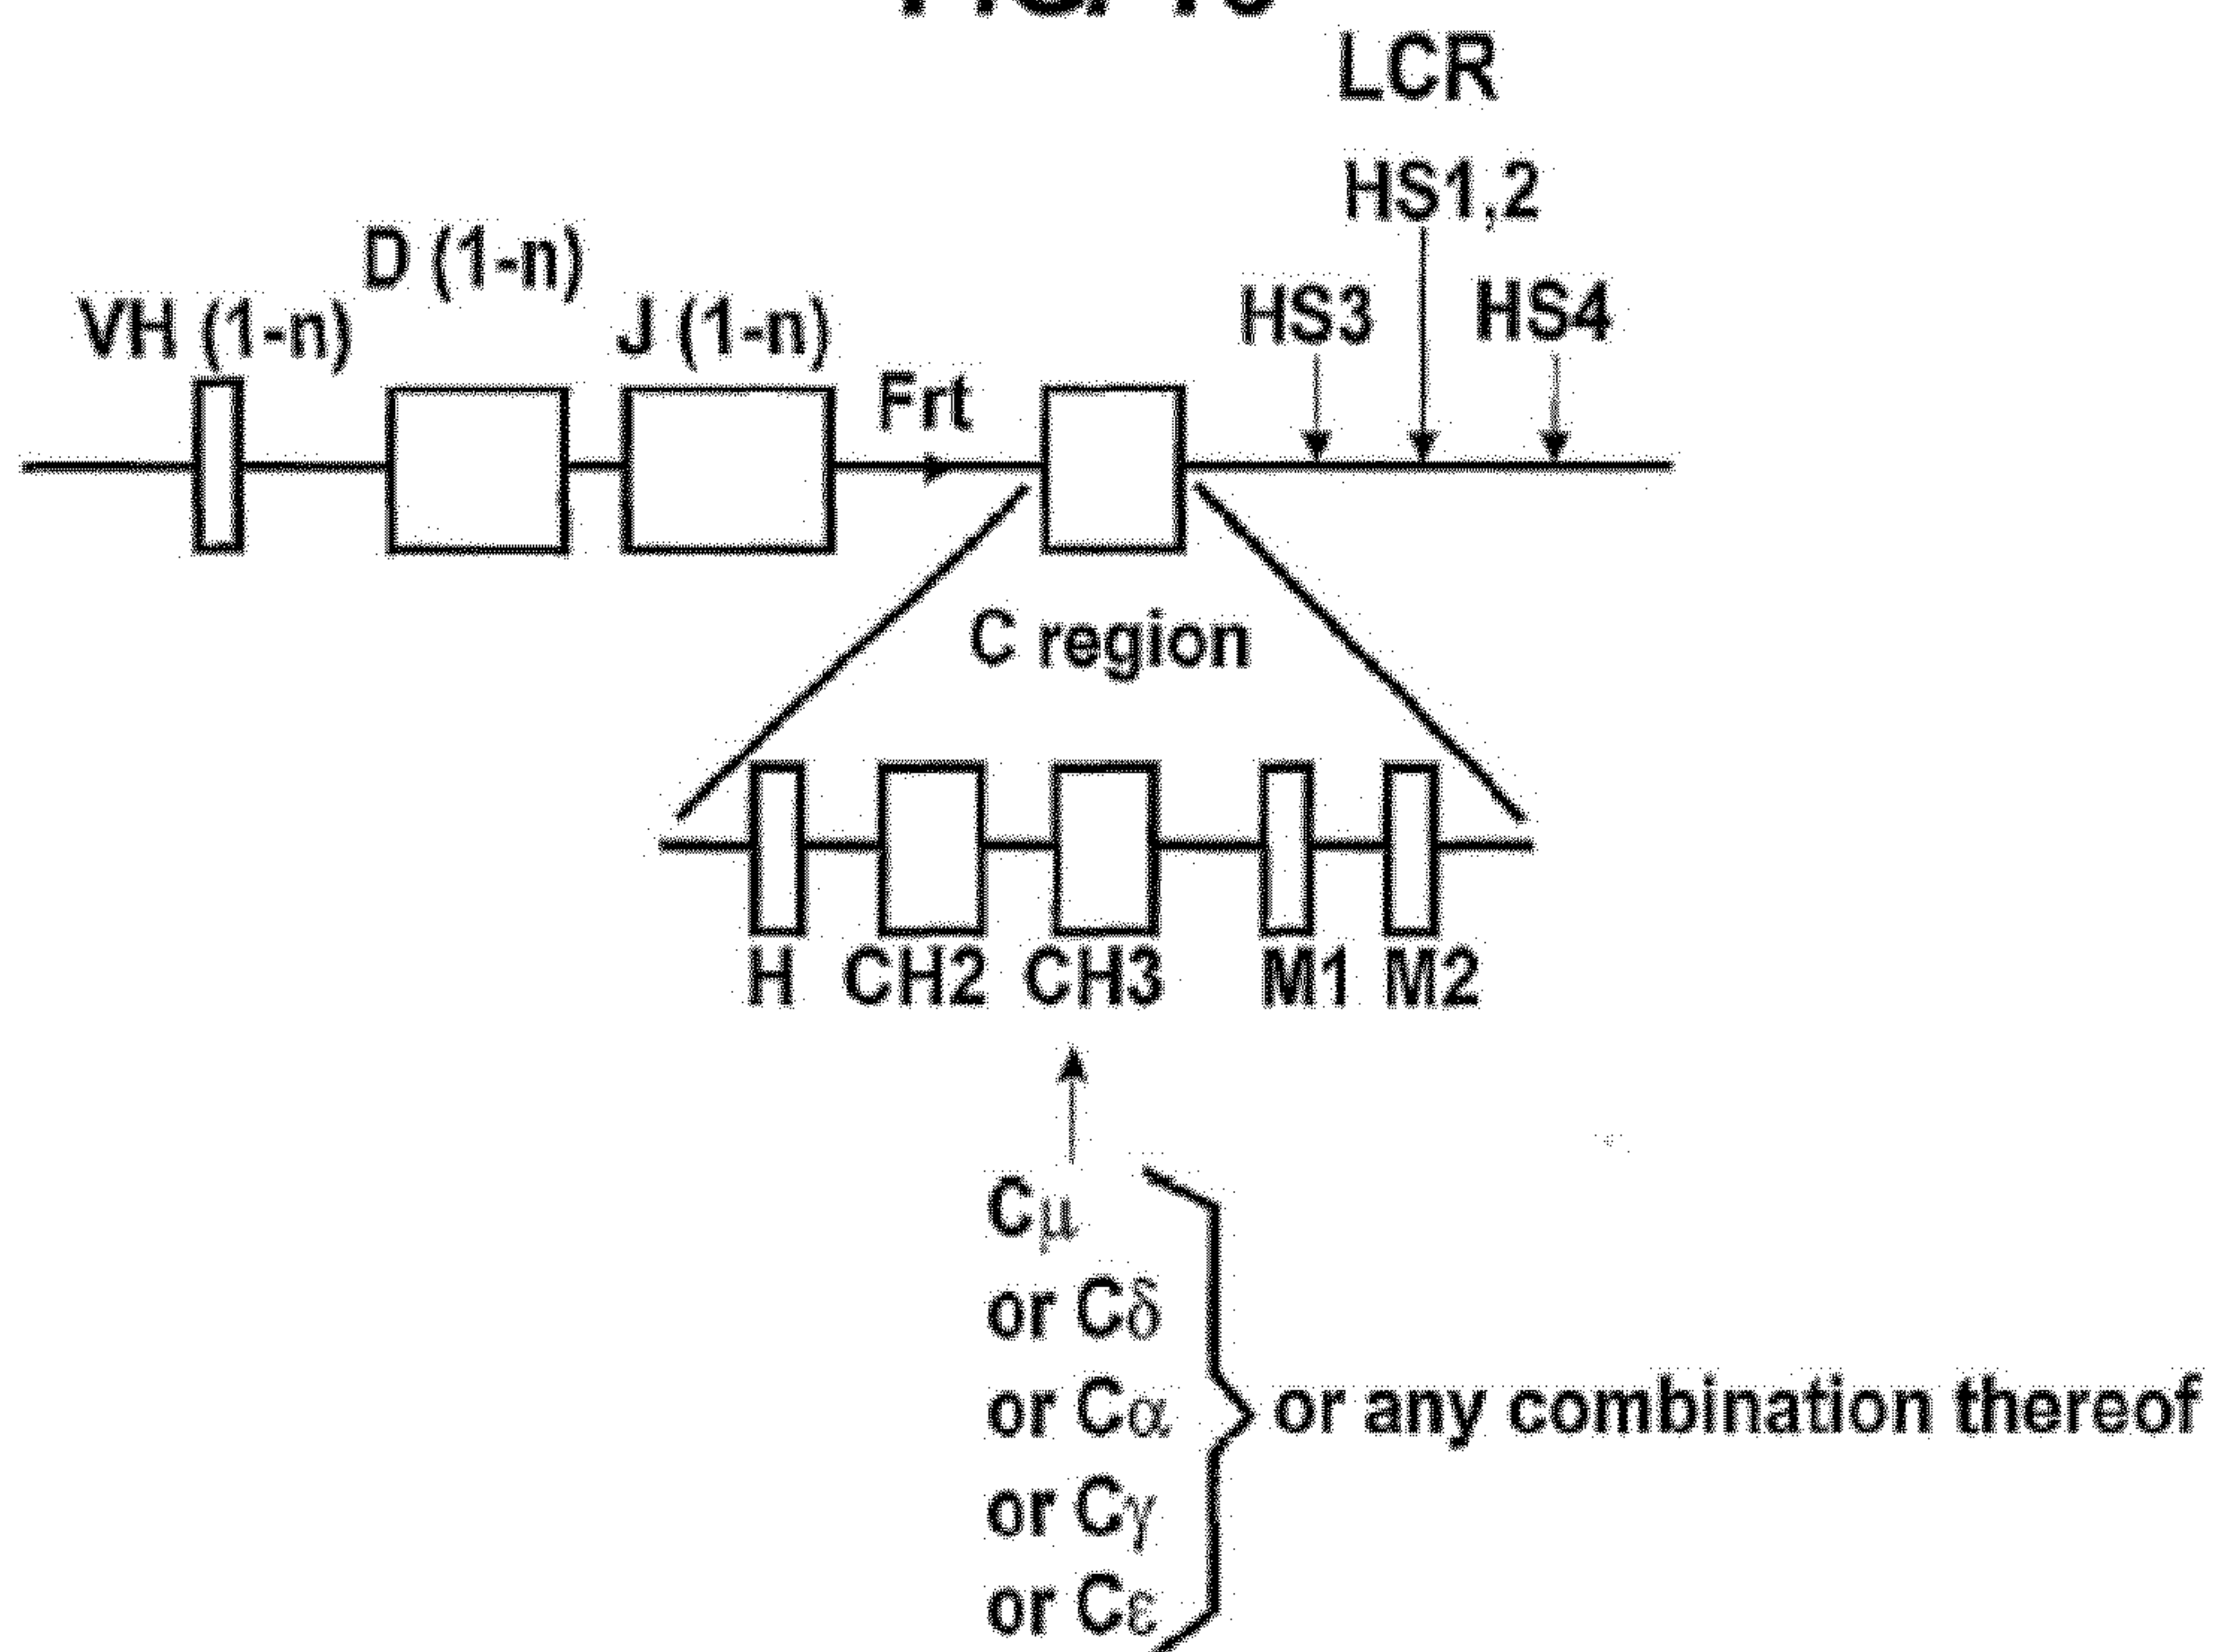 LCR
HS1,2
D (1-n)
HS3
HS4
VH (1-n)
J (1-n)
Frt
C region
H CH2 CH3 M1 M2
Cμ
or Cδ
or Cα
or any combination thereof
or Cγ
or Cε